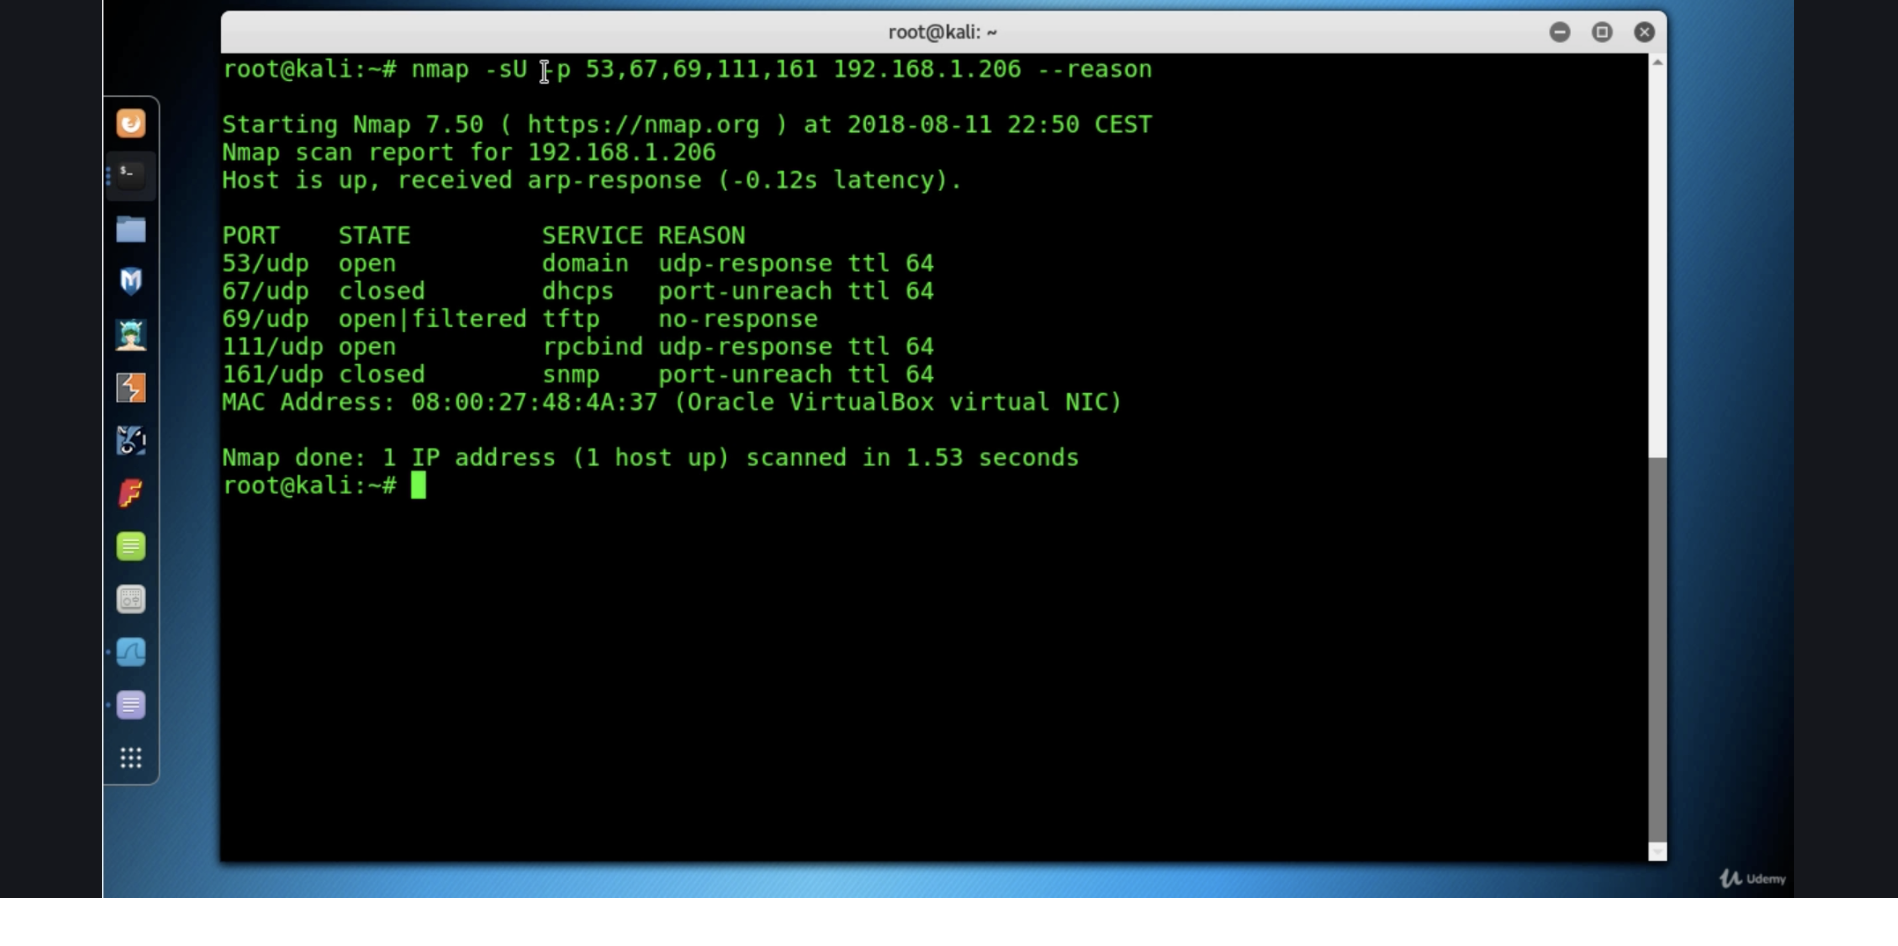 root@kali: ~
root@kali:~# nmap -sU -p 53,67,69,111,161 192.168.1.206 --reason
Starting Nmap 7.50 ( https://nmap.org ) at 2018-08-11 22:50 CEST
Nmap scan report for 192.168.1.206
Host is up, received arp-response (-0.12s latency).
PORT    STATE         SERVICE REASON
53/udp  open          domain  udp-response ttl 64
67/udp  closed        dhcps   port-unreach ttl 64
69/udp  open|filtered tftp    no-response
111/udp open          rpcbind udp-response ttl 64
161/udp closed        snmp    port-unreach ttl 64
MAC Address: 08:00:27:48:4A:37 (Oracle VirtualBox virtual NIC)
Nmap done: 1 IP address (1 host up) scanned in 1.53 seconds
root@kali:~#
Udemy